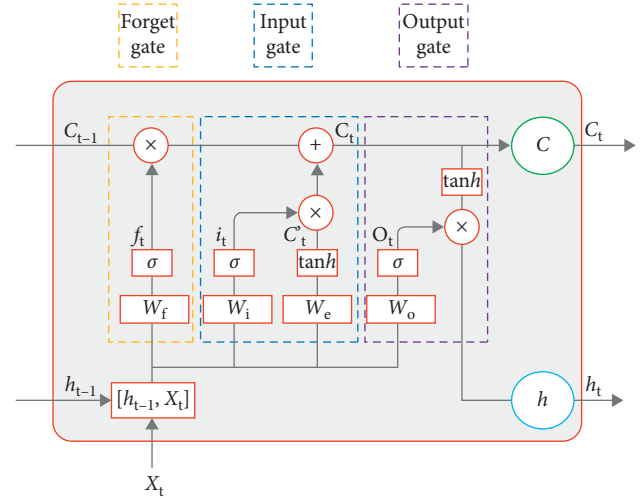 Forget
gate
Input
gate
Output
gate
C_{t–1}
×
+
C_t
C
C_t
tanh
×
×
f_t
i_t
C̃_t
O_t
σ
σ
tanh
σ
W_f
W_i
W_e
W_o
h_{t–1}
[h_{t–1}, X_t]
h
h_t
X_t